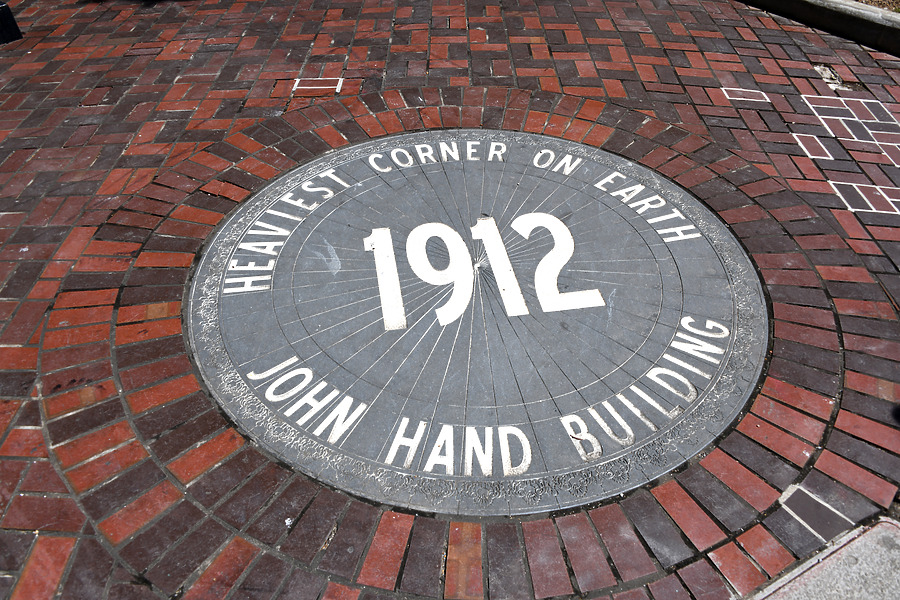 HEAVIEST CORNER ON EARTH
1912
JOHN HAND BUILDING